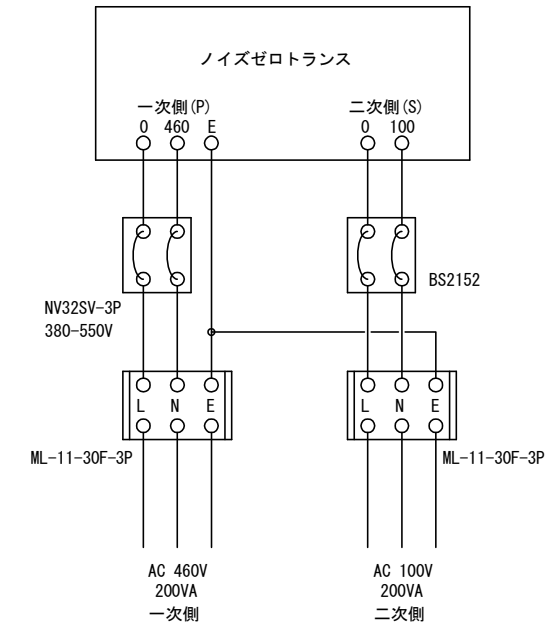 ノイズゼロトランス
一次側(P)
二次側(S)
0 460 E
0 100
BS2152
NV32SV-3P
380-550V
L N E
L N E
ML-11-30F-3P
ML-11-30F-3P
AC 460V
200VA
一次側
AC 100V
200VA
二次側